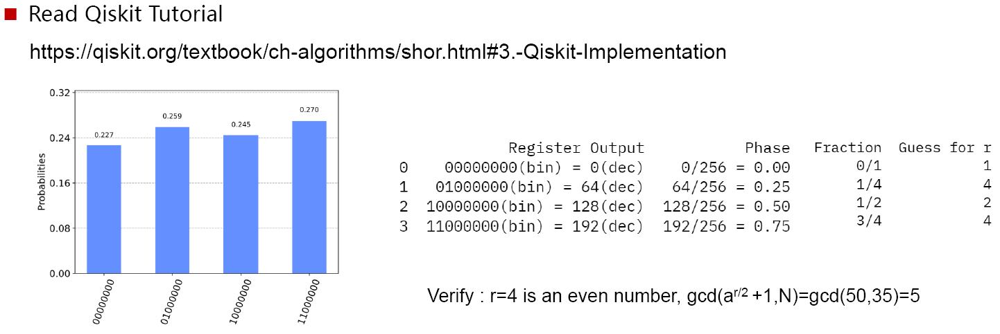 Read Qiskit Tutorial
https://qiskit.org/textbook/ch-algorithms/shor.html#3.-Qiskit-Implementation
0.32
0.24
0.16
0.08
0.00
Probabilities
0.227
0.259
0.245
0.270
00000000
01000000
10000000
11000000
Register Output Phase Fraction Guess for r
0 00000000(bin) = 0(dec) 0/256 = 0.00 0/1 1
1 01000000(bin) = 64(dec) 64/256 = 0.25 1/4 4
2 10000000(bin) = 128(dec) 128/256 = 0.50 1/2 2
3 11000000(bin) = 192(dec) 192/256 = 0.75 3/4 4
Verify : r=4 is an even number, gcd(a^r/2 +1,N)=gcd(50,35)=5